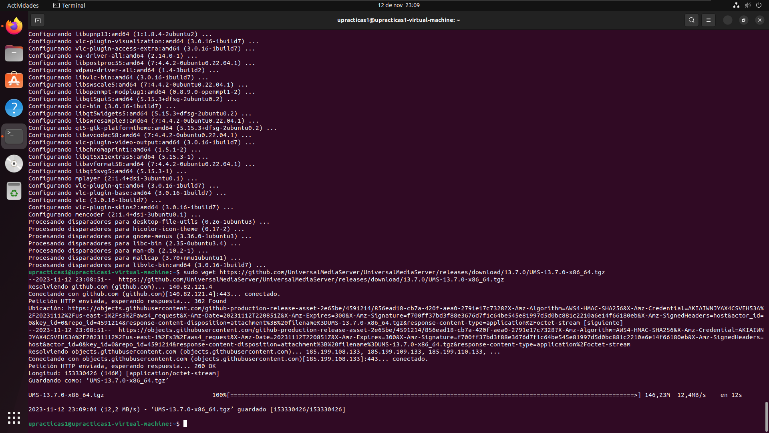 Actividades
Terminal
12 de nov 23:09
upracticas1@upracticas1-virtual-machine: ~
Configurando libupnp13:amd64 (1:1.8.4-2ubuntu2) ...
Configurando vlc-plugin-visualization:amd64 (3.0.16-1build7) ...
Configurando vlc-plugin-access-extra:amd64 (3.0.16-1build7) ...
Configurando va-driver-all:amd64 (2.14.0-1) ...
Configurando libpostproc55:amd64 (7:4.4.2-0ubuntu0.22.04.1) ...
Configurando vdpau-driver-all:amd64 (1.4-3build2) ...
Configurando libvlc-bin:amd64 (3.0.16-1build7) ...
Configurando libswscale5:amd64 (7:4.4.2-0ubuntu0.22.04.1) ...
Configurando libopenmpt-modplug1:amd64 (0.8.9.0-openmpt1-2) ...
Configurando libqt5gui5:amd64 (5.15.3+dfsg-2ubuntu0.2) ...
Configurando vlc-bin (3.0.16-1build7) ...
Configurando libqt5widgets5:amd64 (5.15.3+dfsg-2ubuntu0.2) ...
Configurando libswresample3:amd64 (7:4.4.2-0ubuntu0.22.04.1) ...
Configurando qt5-gtk-platformtheme:amd64 (5.15.3+dfsg-2ubuntu0.2) ...
Configurando libavcodec58:amd64 (7:4.4.2-0ubuntu0.22.04.1) ...
Configurando vlc-plugin-video-output:amd64 (3.0.16-1build7) ...
Configurando libchromaprint1:amd64 (1.5.1-2) ...
Configurando libqt5x11extras5:amd64 (5.15.3-1) ...
Configurando libavformat58:amd64 (7:4.4.2-0ubuntu0.22.04.1) ...
Configurando libqt5svg5:amd64 (5.15.3-1) ...
Configurando mplayer (2:1.4+ds1-3ubuntu0.1) ...
Configurando vlc-plugin-qt:amd64 (3.0.16-1build7) ...
Configurando vlc-plugin-base:amd64 (3.0.16-1build7) ...
Configurando vlc (3.0.16-1build7) ...
Configurando vlc-plugin-skins2:amd64 (3.0.16-1build7) ...
Configurando mencoder (2:1.4+ds1-3ubuntu0.1) ...
Procesando disparadores para desktop-file-utils (0.26-1ubuntu3) ...
Procesando disparadores para hicolor-icon-theme (0.17-2) ...
Procesando disparadores para gnome-menus (3.36.0-1ubuntu3) ...
Procesando disparadores para libc-bin (2.35-0ubuntu3.4) ...
Procesando disparadores para man-db (2.10.2-1) ...
Procesando disparadores para mailcap (3.70+nmu1ubuntu1) ...
Procesando disparadores para libvlc-bin:amd64 (3.0.16-1build7) ...
upracticas1@upracticas1-virtual-machine:~$ sudo wget https://github.com/UniversalMediaServer/UniversalMediaServer/releases/download/13.7.0/UMS-13.7.0-x86_64.tgz
--2023-11-12 23:08:51-- https://github.com/UniversalMediaServer/UniversalMediaServer/releases/download/13.7.0/UMS-13.7.0-x86_64.tgz
Resolviendo github.com (github.com)... 140.82.121.4
Conectando con github.com (github.com)[140.82.121.4]:443... conectado.
Petición HTTP enviada, esperando respuesta... 302 Found
Resolviendo objects.githubusercontent.com (objects.githubusercontent.com)... 185.199.108.133, 185.199.109.133, 185.199.110.133, ...
Conectando con objects.githubusercontent.com (objects.githubusercontent.com)[185.199.108.133]:443... conectado.
Petición HTTP enviada, esperando respuesta... 200 OK
Longitud: 153330426 (146M) [application/octet-stream]
Guardando como: ‘UMS-13.7.0-x86_64.tgz’
UMS-13.7.0-x86_64.tgz 100%[===================>] 146,23M 12,4MB/s en 12s
2023-11-12 23:09:04 (12,2 MB/s) - ‘UMS-13.7.0-x86_64.tgz’ guardado [153330426/153330426]
upracticas1@upracticas1-virtual-machine:~$